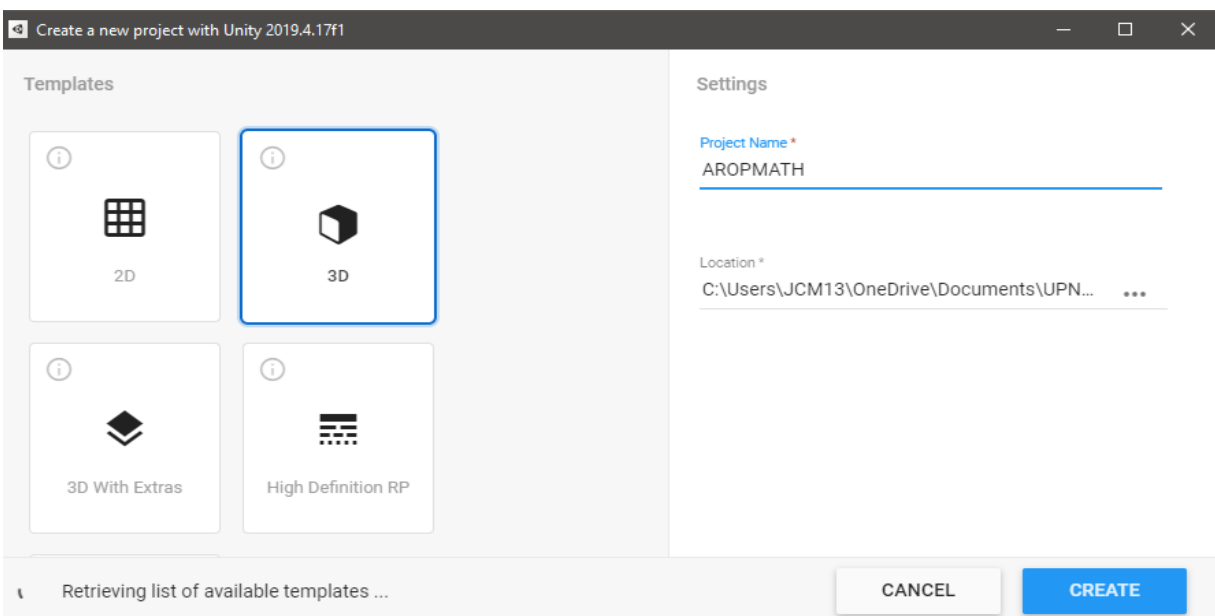 Create a new project with Unity 2019.4.17f1
Templates
2D
3D
3D With Extras
High Definition RP
Settings
Project Name *
AROPMATH
Location *
C:\Users\JCM13\OneDrive\Documents\UPN...
Retrieving list of available templates ...
CANCEL
CREATE